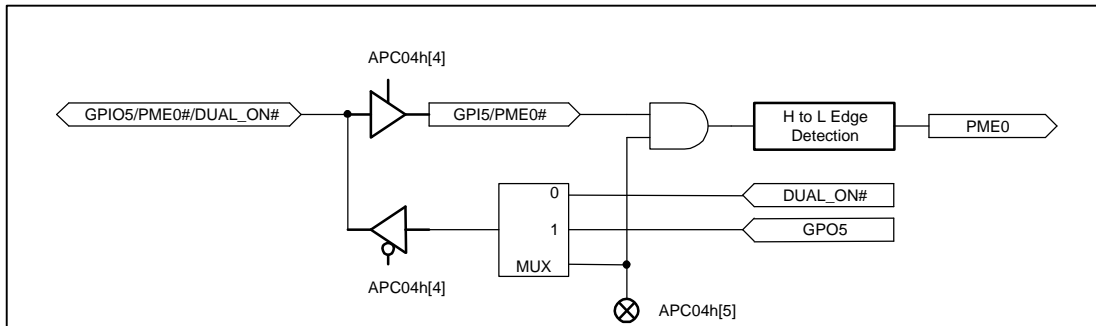 APC04h[4]
GPIO5/PME0#/DUAL_ON#
GPI5/PME0#
H to L Edge
Detection
PME0
0
DUAL_ON#
1
GPO5
MUX
APC04h[4]
APC04h[5]